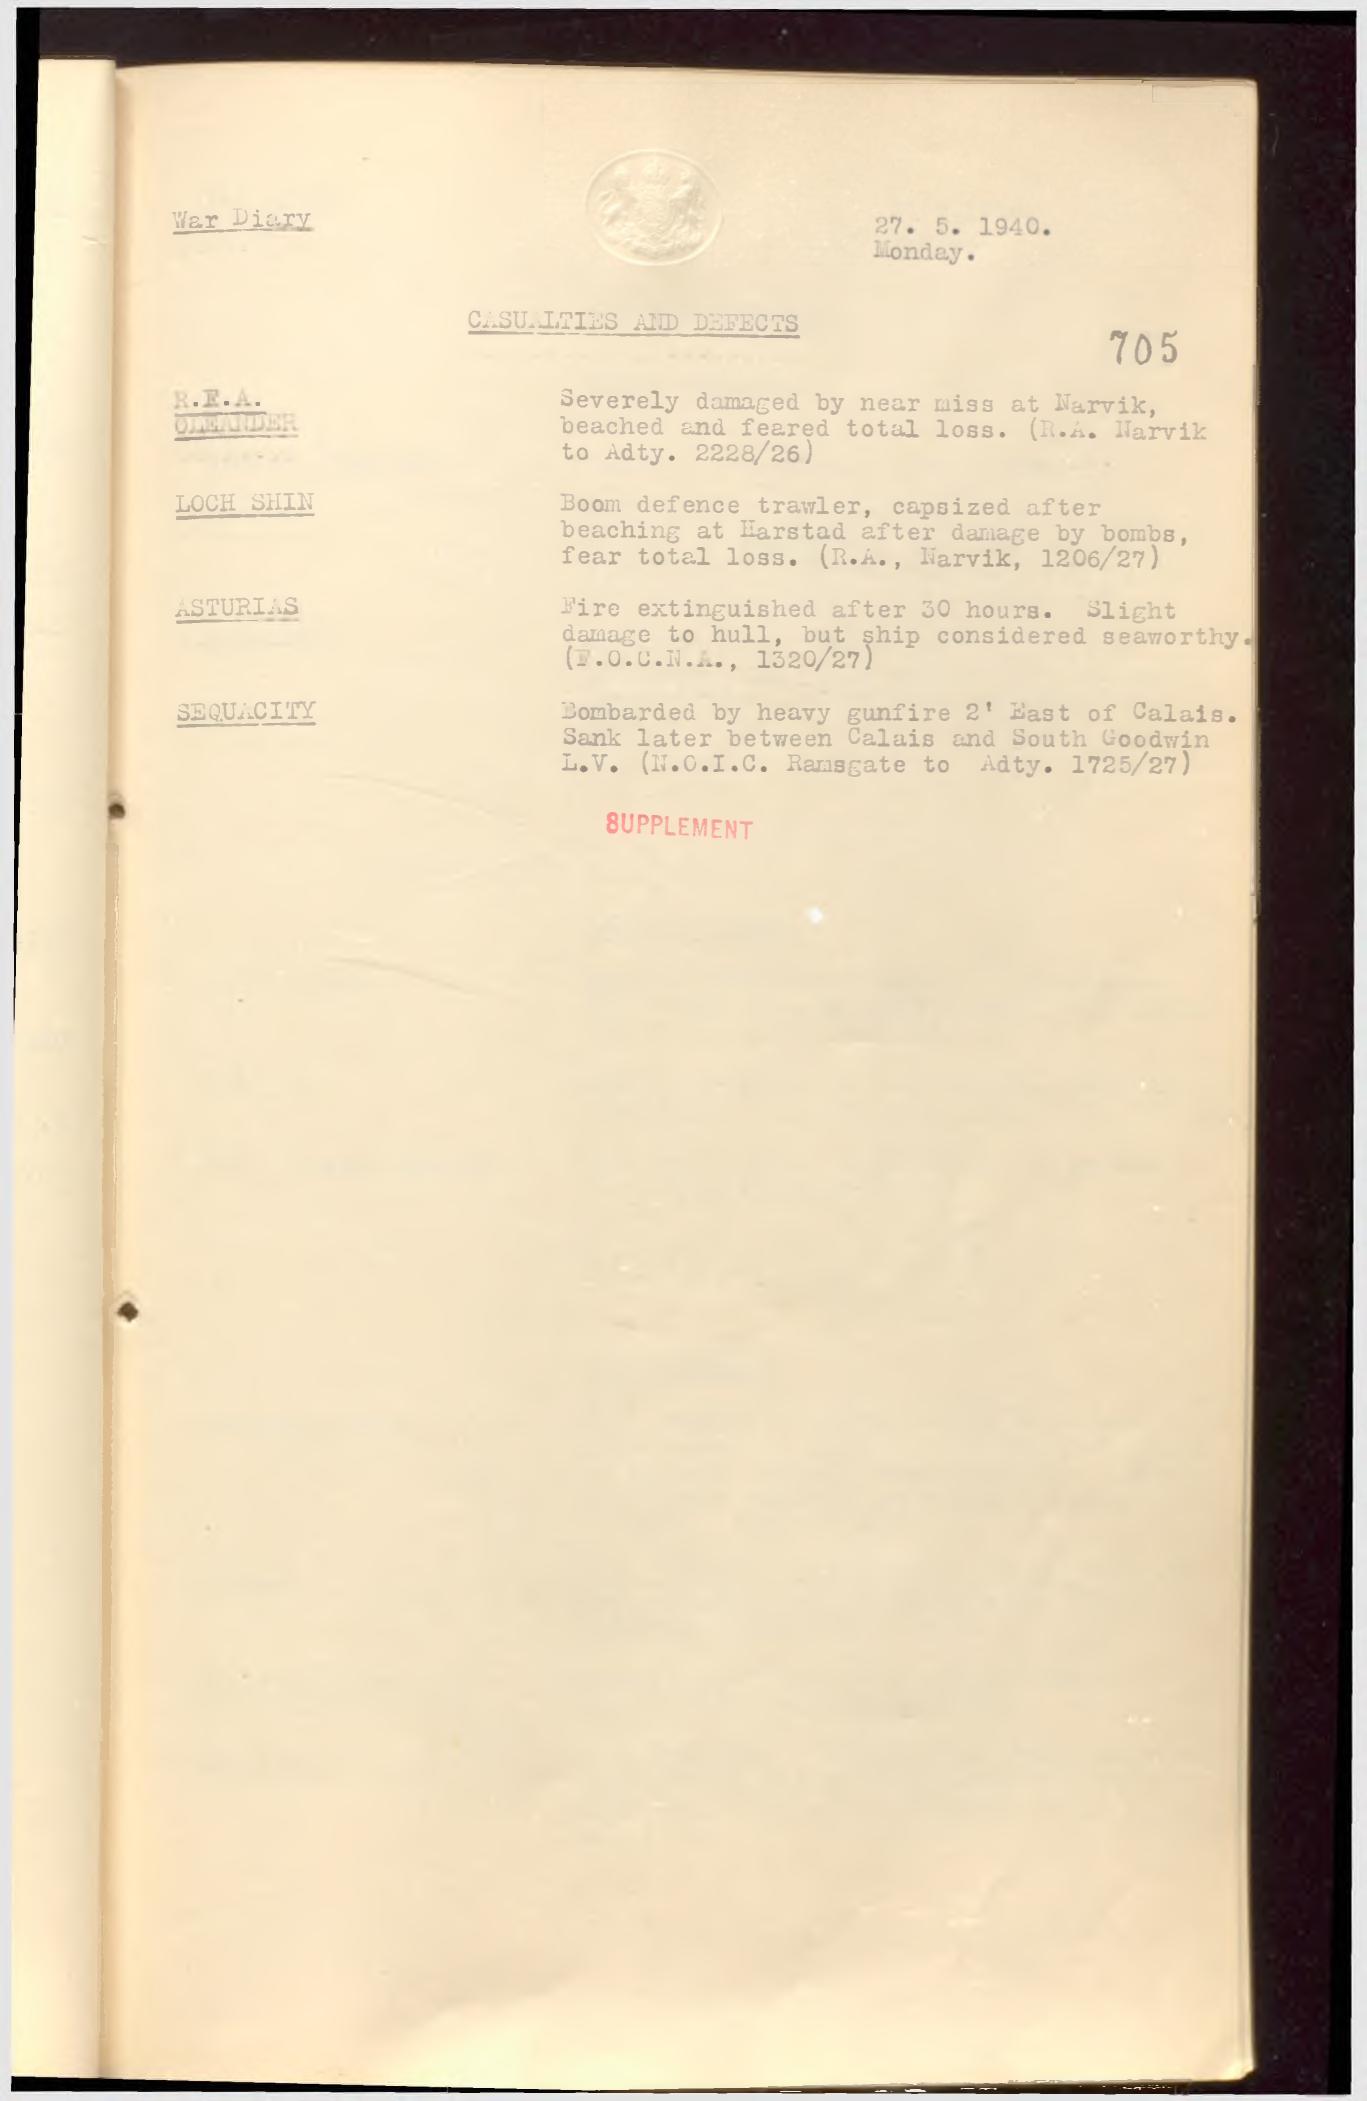 War Diary
27. 5. 1940.
Monday.
CASUALTIES AND DEFECTS
705
R.F.A.
OLEANDER
Severely damaged by near miss at Narvik,
beached and feared total loss. (R.A. Narvik
to Adty. 2228/26)
LOCH SHIN
Boom defence trawler, capsized after
beaching at Harstad after damage by bombs,
fear total loss. (R.A., Narvik, 1206/27)
ASTURIAS
Fire extinguished after 30 hours. Slight
damage to hull, but ship considered seaworthy.
(F.O.C.N.A., 1320/27)
SEQUACITY
Bombarded by heavy gunfire 2' East of Calais.
Sank later between Calais and South Goodwin
L.V. (N.O.I.C. Ramsgate to Adty. 1725/27)
SUPPLEMENT